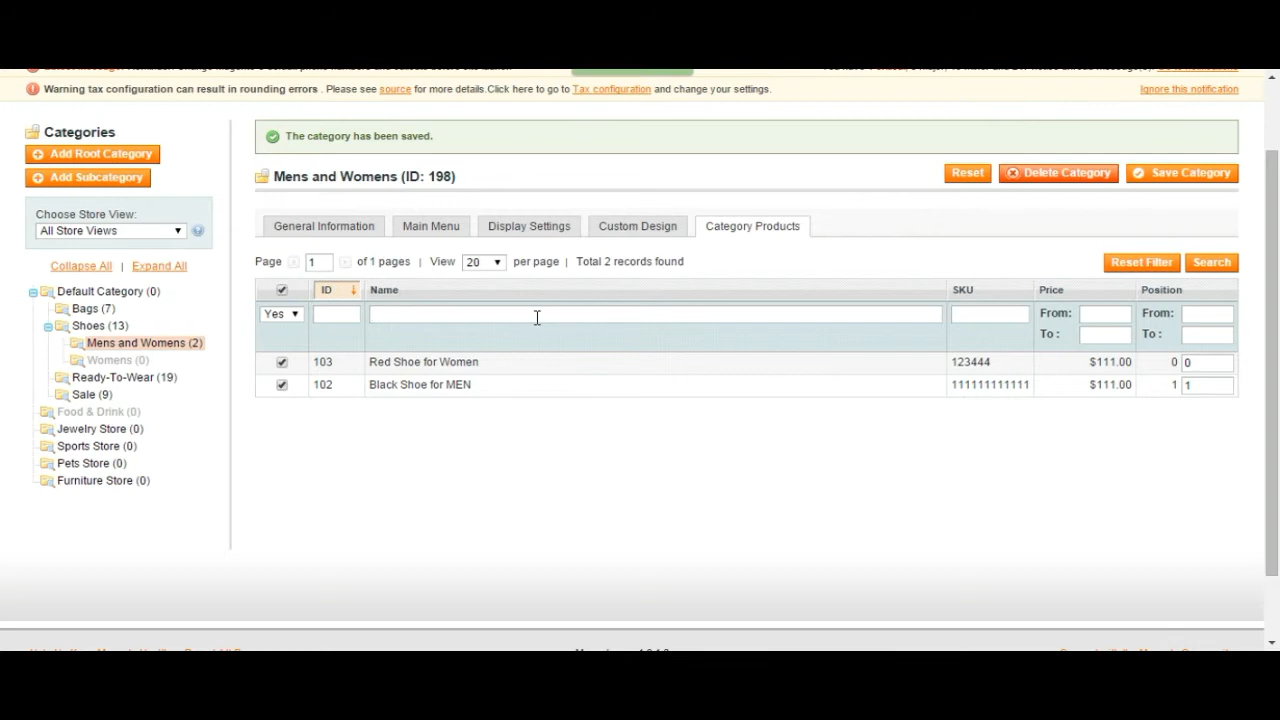 Warning tax configuration can result in rounding errors . Please see source for more details.Click here to go to Tax configuration and change your settings.
Ignore this notification
Categories
Add Root Category
Add Subcategory
Choose Store View:
All Store Views
Collapse All | Expand All
Default Category (0)
Bags (7)
Shoes (13)
Mens and Womens (2)
Womens (0)
Ready-To-Wear (19)
Sale (9)
Food & Drink (0)
Jewelry Store (0)
Sports Store (0)
Pets Store (0)
Furniture Store (0)
The category has been saved.
Mens and Womens (ID: 198)
Reset Delete Category Save Category
General Information Main Menu Display Settings Custom Design Category Products
Page 1 of 1 pages | View 20 per page | Total 2 records found
Reset Filter Search
ID Name SKU Price Position
Yes From: From:
To : To :
103 Red Shoe for Women 123444 $111.00 0 0
102 Black Shoe for MEN 111111111111 $111.00 1 1